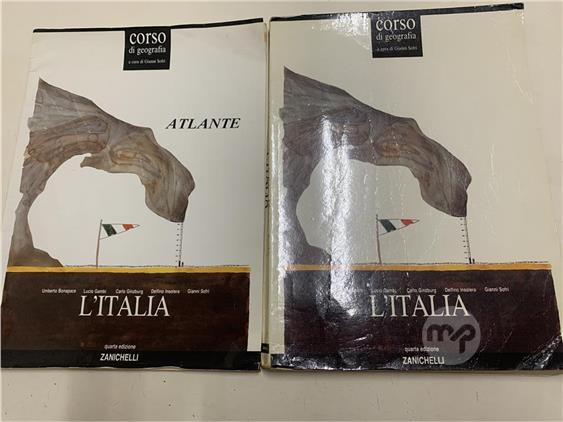 corso
di geografia
a cura di Gianni Sofri
ATLANTE
Umberto Bonapace Lucio Gambi Carlo Ginzburg Delfino Insolera Gianni Sofri
L'ITALIA
quarta edizione
ZANICHELLI
corso
di geografia
a cura di Gianni Sofri
Lucio Gambi Carlo Ginzburg Delfino Insolera Gianni Sofri
L'ITALIA
quarta edizione
ZANICHELLI
mp